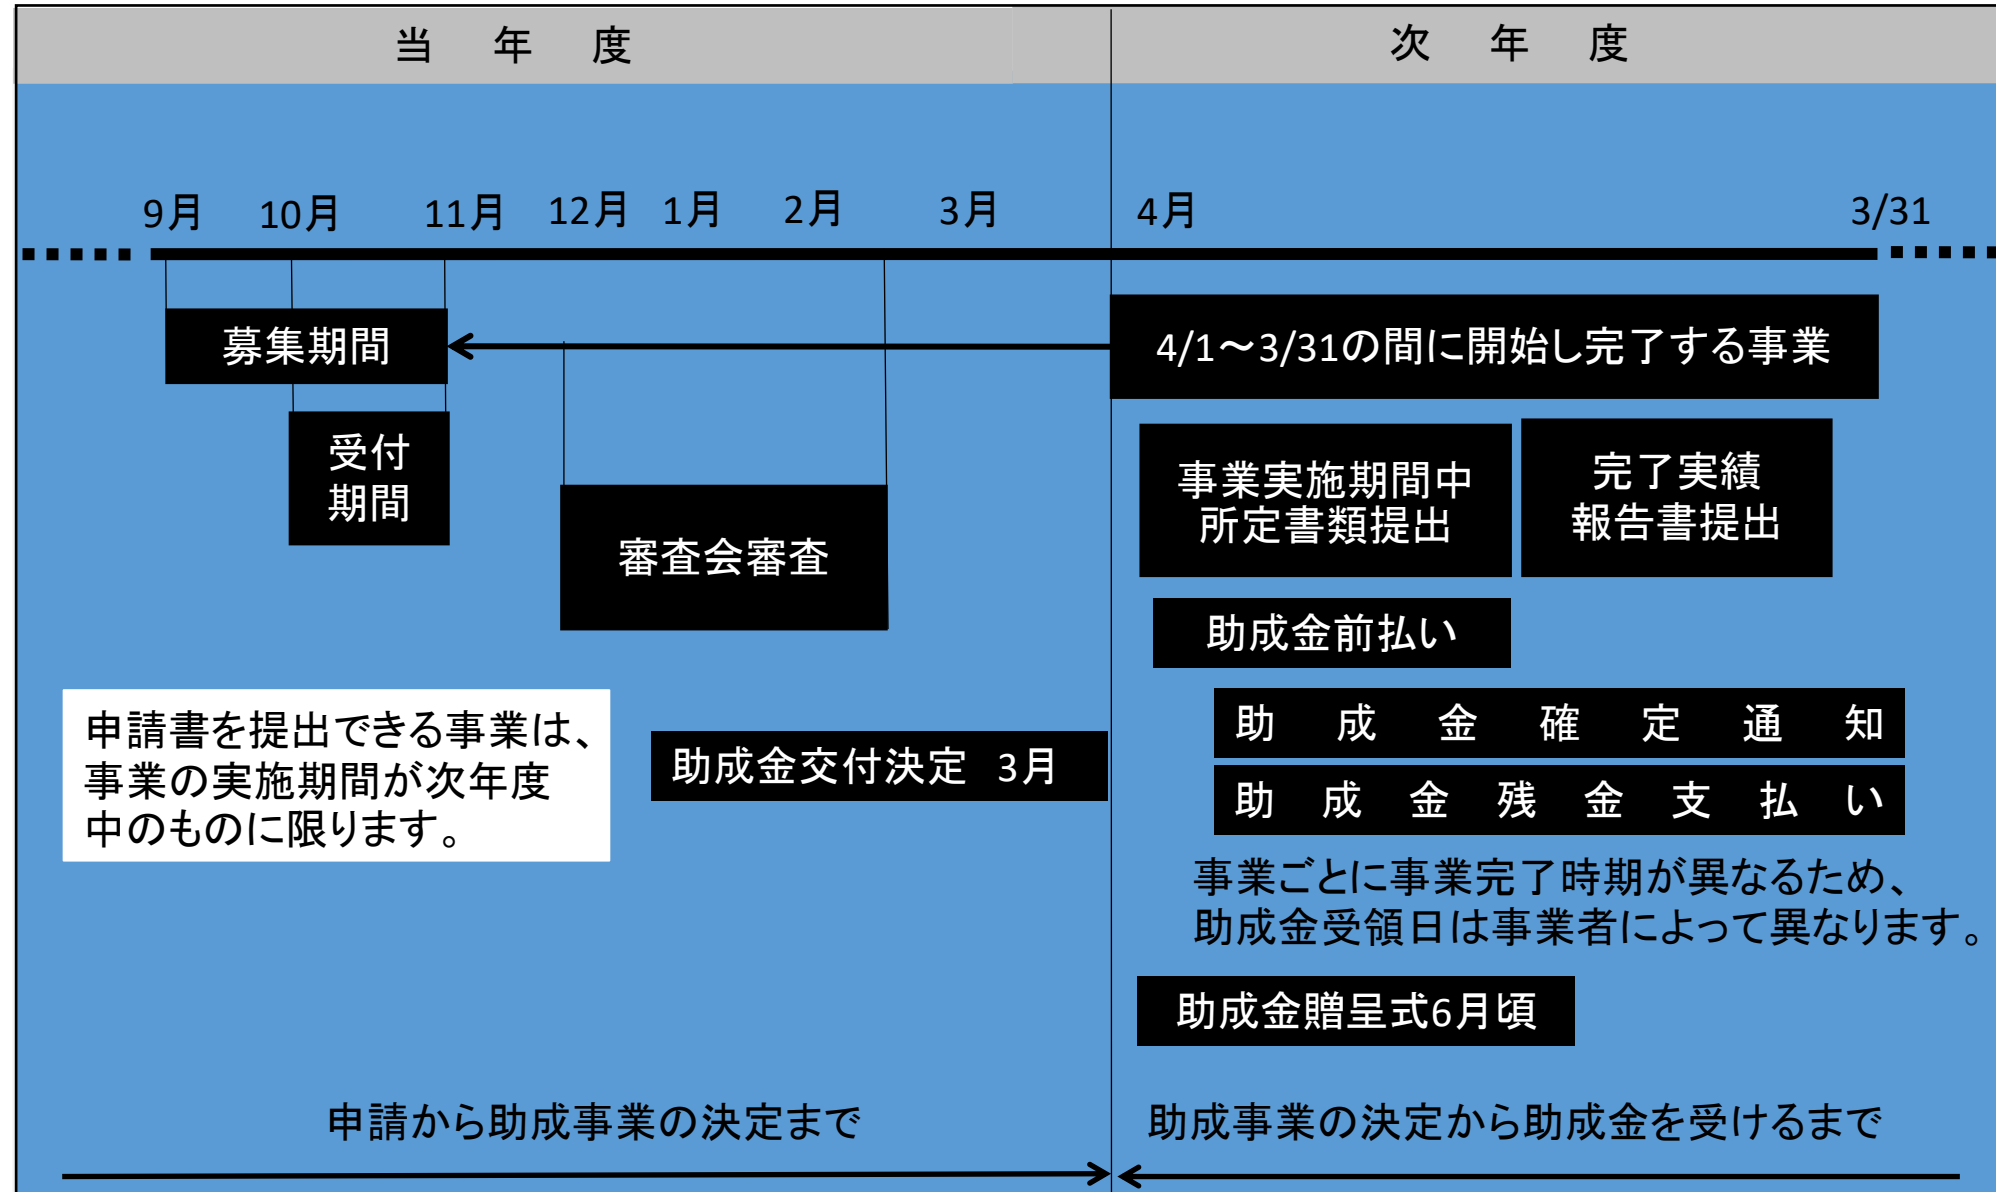 当年度
次年度
9月 10月 11月 12月 1月 2月 3月 4月 3/31
募集期間
4/1～3/31の間に開始し完了する事業
受付
期間
審査会審査
事業実施期間中
所定書類提出
完了実績
報告書提出
助成金前払い
申請書を提出できる事業は、
事業の実施期間が次年度
中のものに限ります。
助成金交付決定 3月
助成金確定通知
助成金残金支払い
事業ごとに事業完了時期が異なるため、
助成金受領日は事業者によって異なります。
助成金贈呈式6月頃
申請から助成事業の決定まで
助成事業の決定から助成金を受けるまで